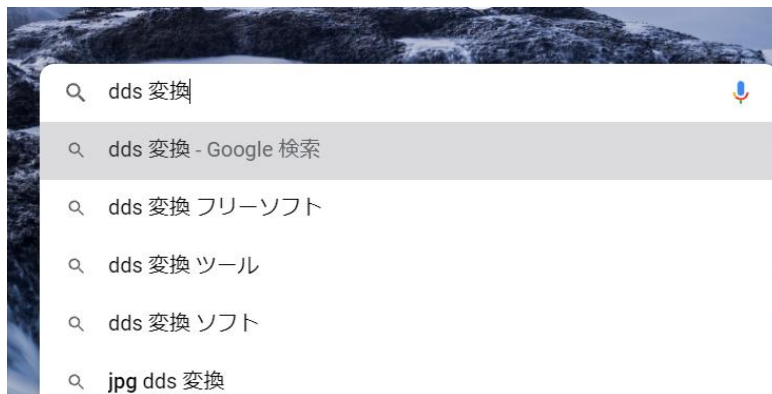 dds 変換
dds 変換 - Google 検索
dds 変換 フリーソフト
dds 変換 ツール
dds 変換 ソフト
jpg dds 変換